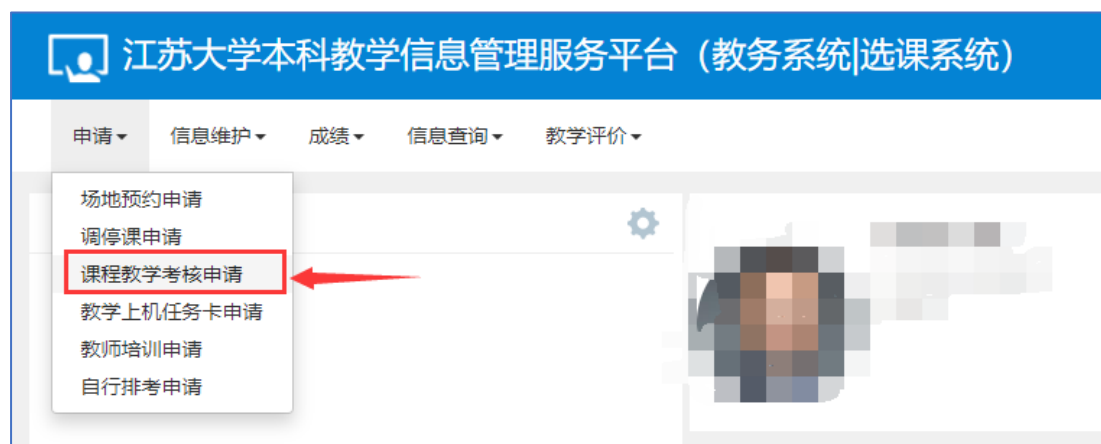 江苏大学本科教学信息管理服务平台（教务系统|选课系统）
申请 信息维护 成绩 信息查询 教学评价
场地预约申请
调停课申请
课程教学考核申请
教学上机任务卡申请
教师培训申请
自行排考申请